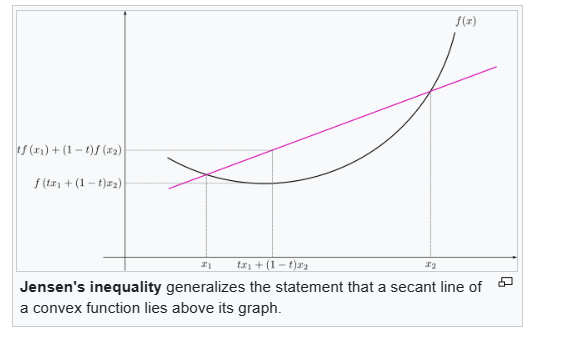 f(x)
tf (x₁) + (1 − t)f (x₂)
f (tx₁ + (1 − t)x₂)
x₁ tx₁ + (1 − t)x₂ x₂
Jensen's inequality generalizes the statement that a secant line of
a convex function lies above its graph.